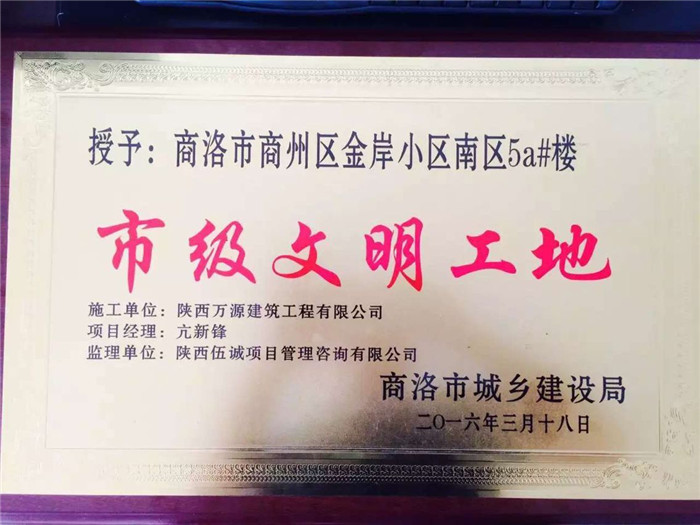 授予：商洛市商州区金岸小区南区5a#楼
市级文明工地
施工单位：陕西万源建筑工程有限公司
项目经理：亢新锋
监理单位：陕西伍诚项目管理咨询有限公司
商洛市城乡建设局
二O一六年三月十八日